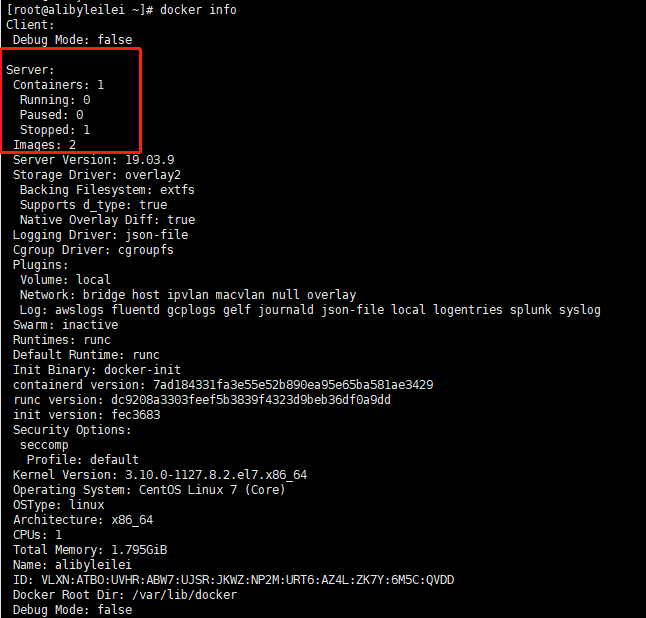 [root@alibyleilei ~]# docker info
Client:
 Debug Mode: false

Server:
 Containers: 1
  Running: 0
  Paused: 0
  Stopped: 1
 Images: 2
 Server Version: 19.03.9
 Storage Driver: overlay2
  Backing Filesystem: extfs
  Supports d_type: true
  Native Overlay Diff: true
 Logging Driver: json-file
 Cgroup Driver: cgroupfs
 Plugins:
  Volume: local
  Network: bridge host ipvlan macvlan null overlay
  Log: awslogs fluentd gcplogs gelf journald json-file local logentries splunk syslog
 Swarm: inactive
 Runtimes: runc
 Default Runtime: runc
 Init Binary: docker-init
 containerd version: 7ad184331fa3e55e52b890ea95e65ba581ae3429
 runc version: dc9208a3303feef5b3839f4323d9beb36df0a9dd
 init version: fec3683
 Security Options:
  seccomp
   Profile: default
 Kernel Version: 3.10.0-1127.8.2.el7.x86_64
 Operating System: CentOS Linux 7 (Core)
 OSType: linux
 Architecture: x86_64
 CPUs: 1
 Total Memory: 1.795GiB
 Name: alibyleilei
 ID: VLXN:ATBO:UVHR:ABW7:UJSR:JKWZ:NP2M:URT6:AZ4L:ZK7Y:6M5C:QVDD
 Docker Root Dir: /var/lib/docker
 Debug Mode: false